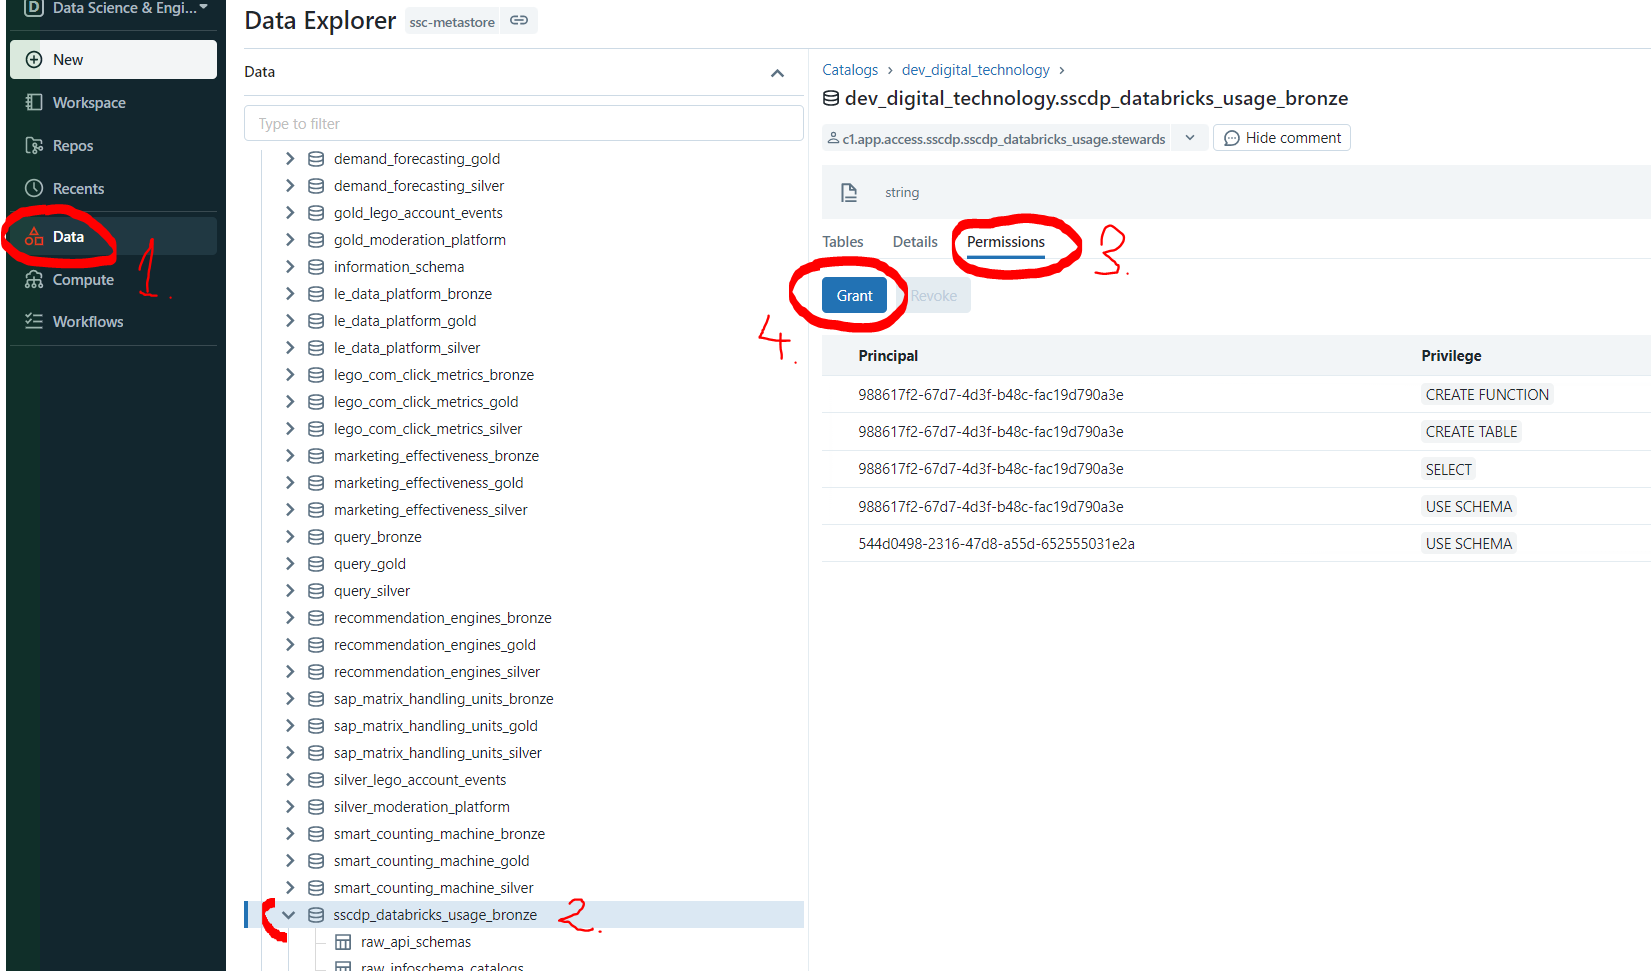 Data Science & Engi...
New
Workspace
Repos
Recents
Data
1.
Compute
Workflows
Data Explorer
ssc-metastore
Data
Type to filter
demand_forecasting_gold
demand_forecasting_silver
gold_lego_account_events
gold_moderation_platform
information_schema
le_data_platform_bronze
le_data_platform_gold
le_data_platform_silver
lego_com_click_metrics_bronze
lego_com_click_metrics_gold
lego_com_click_metrics_silver
marketing_effectiveness_bronze
marketing_effectiveness_gold
marketing_effectiveness_silver
query_bronze
query_gold
query_silver
recommendation_engines_bronze
recommendation_engines_gold
recommendation_engines_silver
sap_matrix_handling_units_bronze
sap_matrix_handling_units_gold
sap_matrix_handling_units_silver
silver_lego_account_events
silver_moderation_platform
smart_counting_machine_bronze
smart_counting_machine_gold
smart_counting_machine_silver
sscdp_databricks_usage_bronze 2.
raw_api_schemas
raw_infoschema_catalogs
Catalogs > dev_digital_technology >
dev_digital_technology.sscdp_databricks_usage_bronze
c1.app.access.sscdp.sscdp_databricks_usage.stewards Hide comment
string
Tables Details Permissions 3.
Grant Revoke
4.
Principal Privilege
988617f2-67d7-4d3f-b48c-fac19d790a3e CREATE FUNCTION
988617f2-67d7-4d3f-b48c-fac19d790a3e CREATE TABLE
988617f2-67d7-4d3f-b48c-fac19d790a3e SELECT
988617f2-67d7-4d3f-b48c-fac19d790a3e USE SCHEMA
544d0498-2316-47d8-a55d-652555031e2a USE SCHEMA